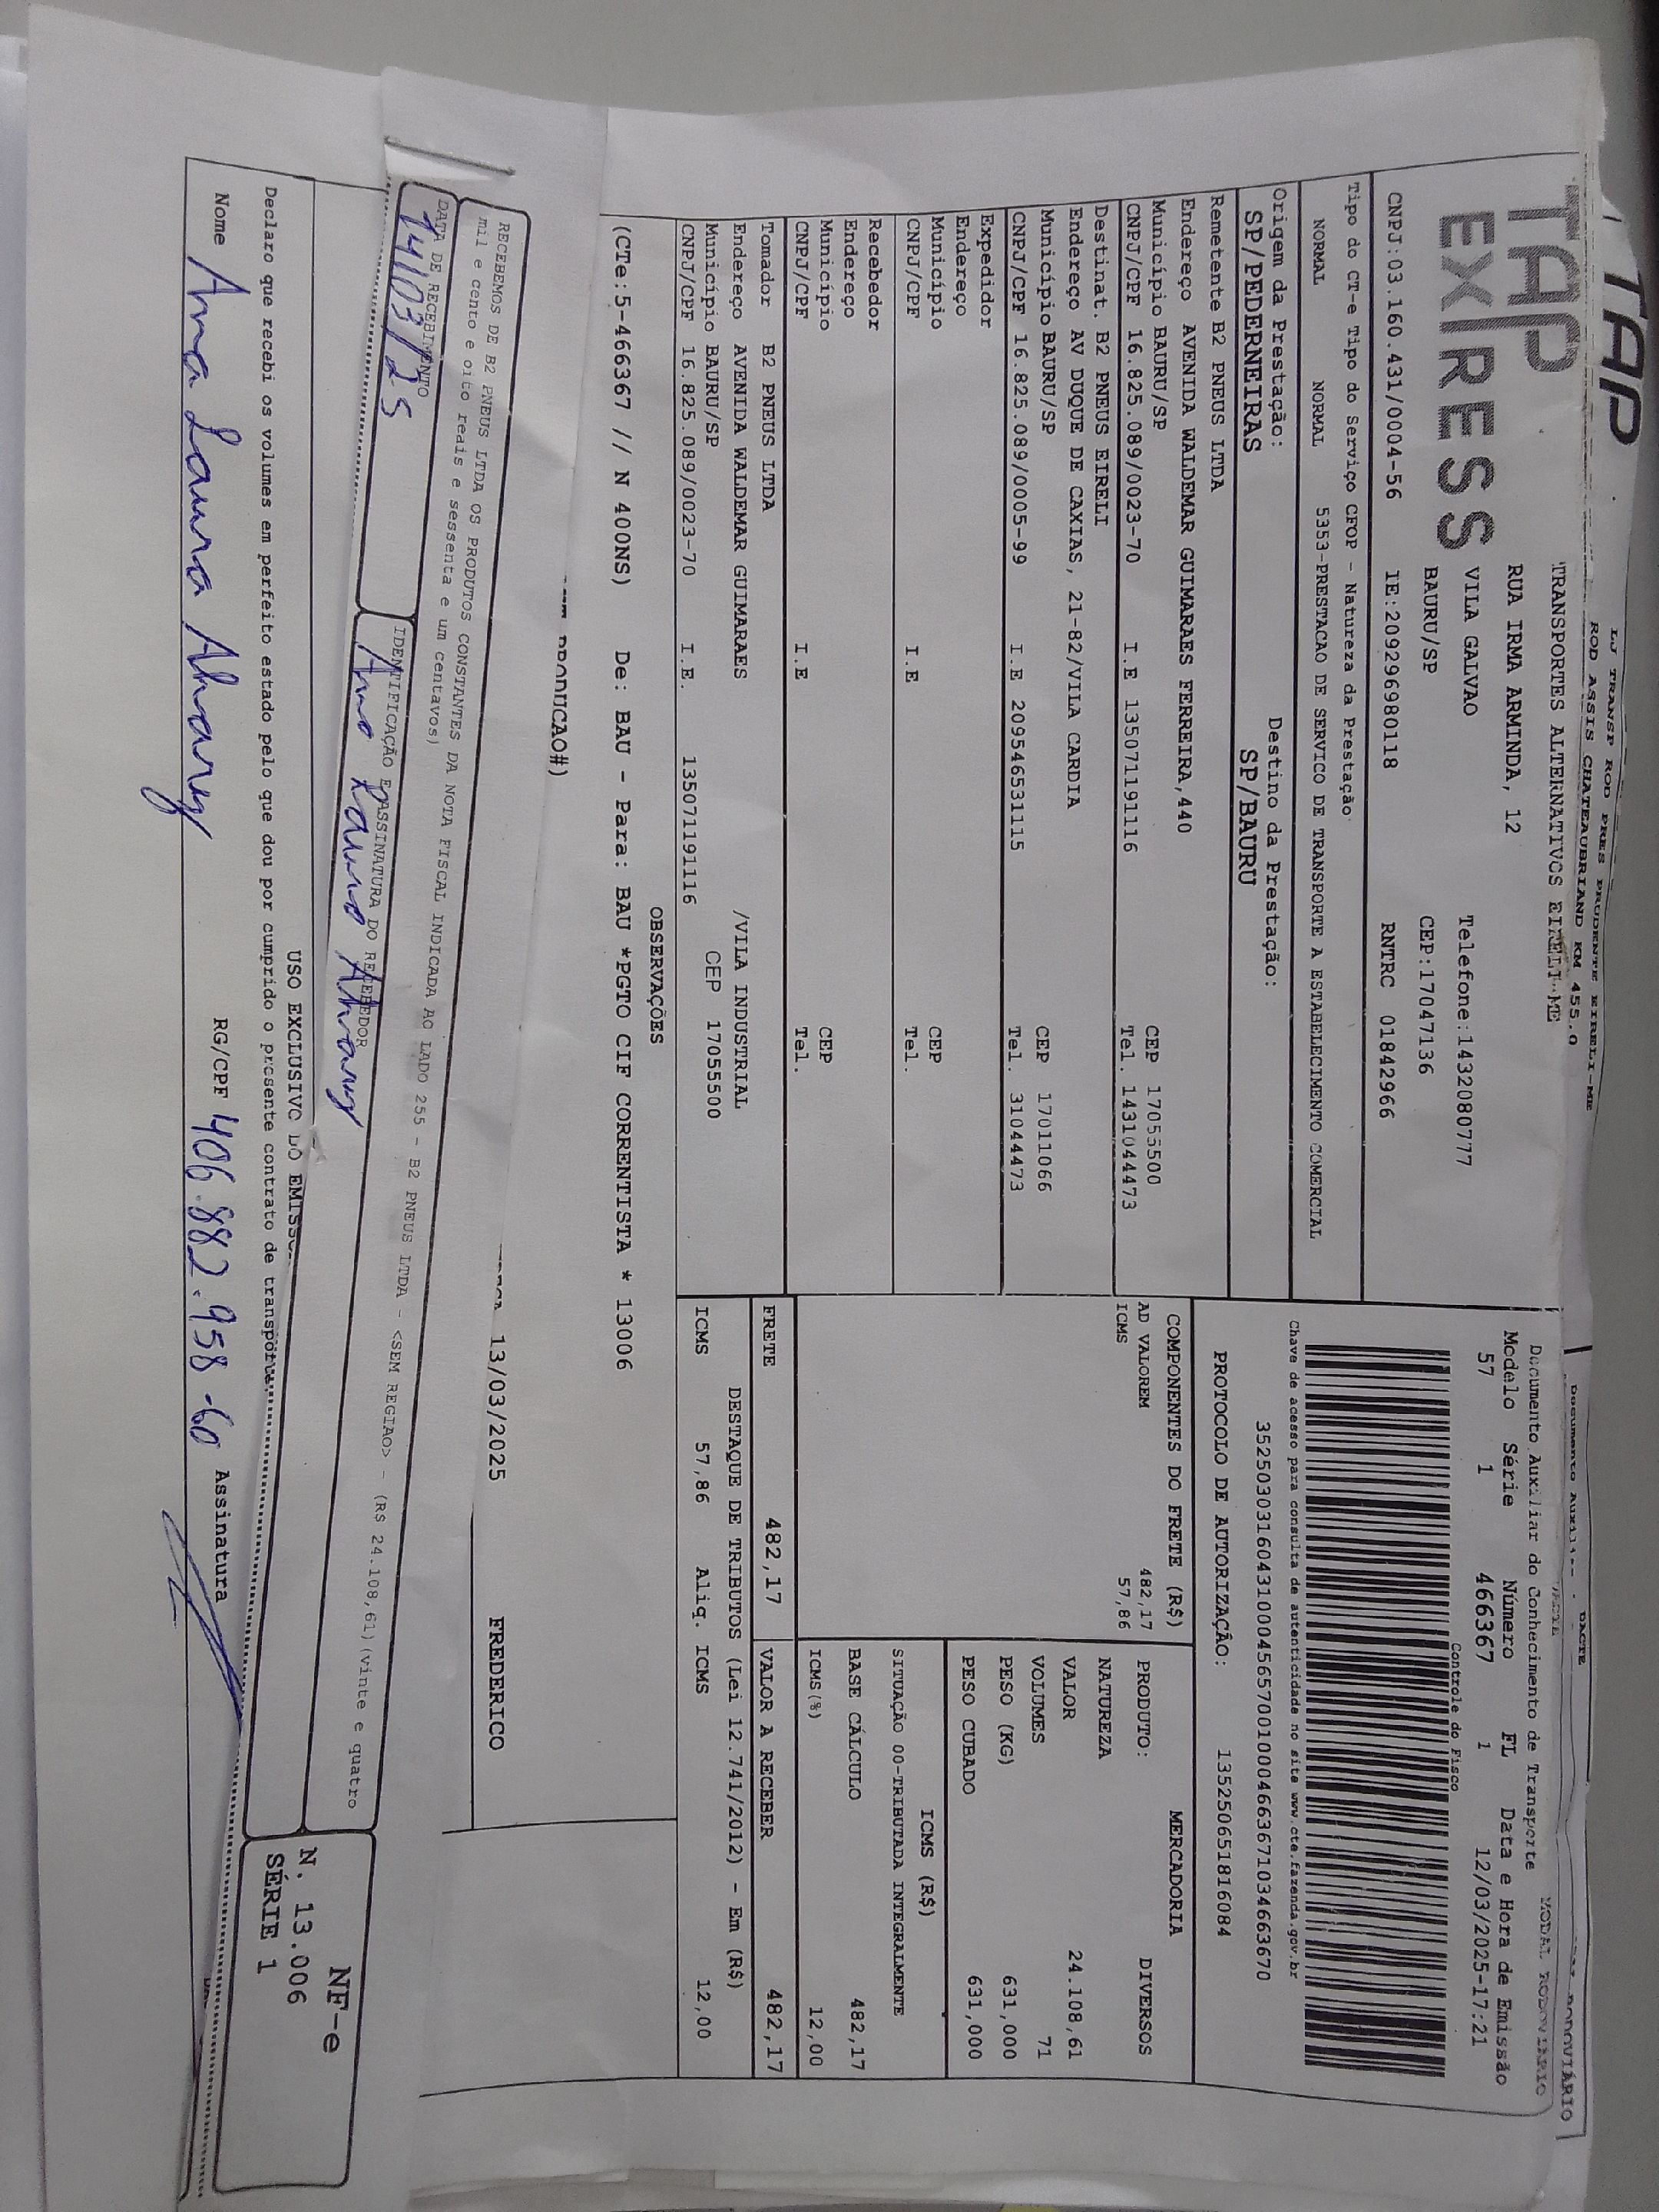 TAP
LJ TRANSP ROD PRES PRUDENTE EIRELI-ME
ROD ASSIS CHATEAUBRIAND KM 455.0
DACTE
TAP EXPRESS
TRANSPORTES ALTERNATIVOS EIRELI-ME
RUA IRMA ARMINDA, 12
VILA GALVAO Telefone:1432080777
BAURU/SP CEP:17047136
CNPJ:03.160.431/0004-56 IE:209296980118 RNTRC 01842966
MODAL RODOVIARIO
Documento Auxiliar do Conhecimento de Transporte
Modelo Série Número FL Data e Hora de Emissão
57 1 466367 1 12/03/2025-17:21
Controle do Fisco
Chave de acesso para consulta de autenticidade no site www.cte.fazenda.gov.br
35250303160431000456570010004663671034663670
PROTOCOLO DE AUTORIZAÇÃO: 135250651816084
Tipo do CT-e Tipo do Serviço CFOP - Natureza da Prestação
NORMAL NORMAL 5353-PRESTACAO DE SERVICO DE TRANSPORTE A ESTABELECIMENTO COMERCIAL
Origem da Prestação: Destino da Prestação:
SP/PEDERNEIRAS SP/BAURU
Remetente B2 PNEUS LTDA
Endereço AVENIDA WALDEMAR GUIMARAES FERREIRA,440
Município BAURU/SP CEP 17055500
CNPJ/CPF 16.825.089/0023-70 I.E 135071191116 Tel. 1431044473
Destinat. B2 PNEUS EIRELI
Endereço AV DUQUE DE CAXIAS, 21-82/VILA CARDIA
Município BAURU/SP CEP 17011066
CNPJ/CPF 16.825.089/0005-99 I.E 209546531115 Tel. 31044473
Expedidor
Endereço
Município CEP
CNPJ/CPF I.E Tel.
Recebedor
Endereço
Município CEP
CNPJ/CPF I.E Tel.
Tomador B2 PNEUS LTDA
Endereço AVENIDA WALDEMAR GUIMARAES /VILA INDUSTRIAL
Município BAURU/SP CEP 17055500
CNPJ/CPF 16.825.089/0023-70 I.E. 135071191116
COMPONENTES DO FRETE (R$)
AD VALOREM 482,17
ICMS 57,86
MERCADORIA
PRODUTO: DIVERSOS
NATUREZA
VALOR 24.108,61
VOLUMES 71
PESO (KG) 631,000
PESO CUBADO 631,000
ICMS (R$)
SITUAÇÃO 00-TRIBUTADA INTEGRALMENTE
BASE CÁLCULO 482,17
ICMS(%) 12,00
FRETE 482,17 VALOR A RECEBER 482,17
DESTAQUE DE TRIBUTOS (Lei 12.741/2012) - Em (R$)
ICMS 57,86 Aliq. ICMS 12,00
OBSERVAÇÕES
(CTe:5-466367 // N 400NS) De: BAU - Para: BAU *PGTO CIF CORRENTISTA * 13006
PRODUCAO#)
13/03/2025 FREDERICO
RECEBEMOS DE B2 PNEUS LTDA OS PRODUTOS CONSTANTES DA NOTA FISCAL INDICADA AO LADO 255 - B2 PNEUS LTDA - <SEM REGIAO> - (R$ 24.108,61)(vinte e quatro
mil e cento e oito reais e sessenta e um centavos)
DATA DE RECEBIMENTO IDENTIFICAÇÃO E ASSINATURA DO RECEBEDOR
14/03/25
NF-e
N. 13.006
SÉRIE 1
USO EXCLUSIVO DO EMISSOR
Declaro que recebi os volumes em perfeito estado pelo que dou por cumprido o presente contrato de transporte
Nome Ana Laura RG/CPF 406.882.958-60 Assinatura